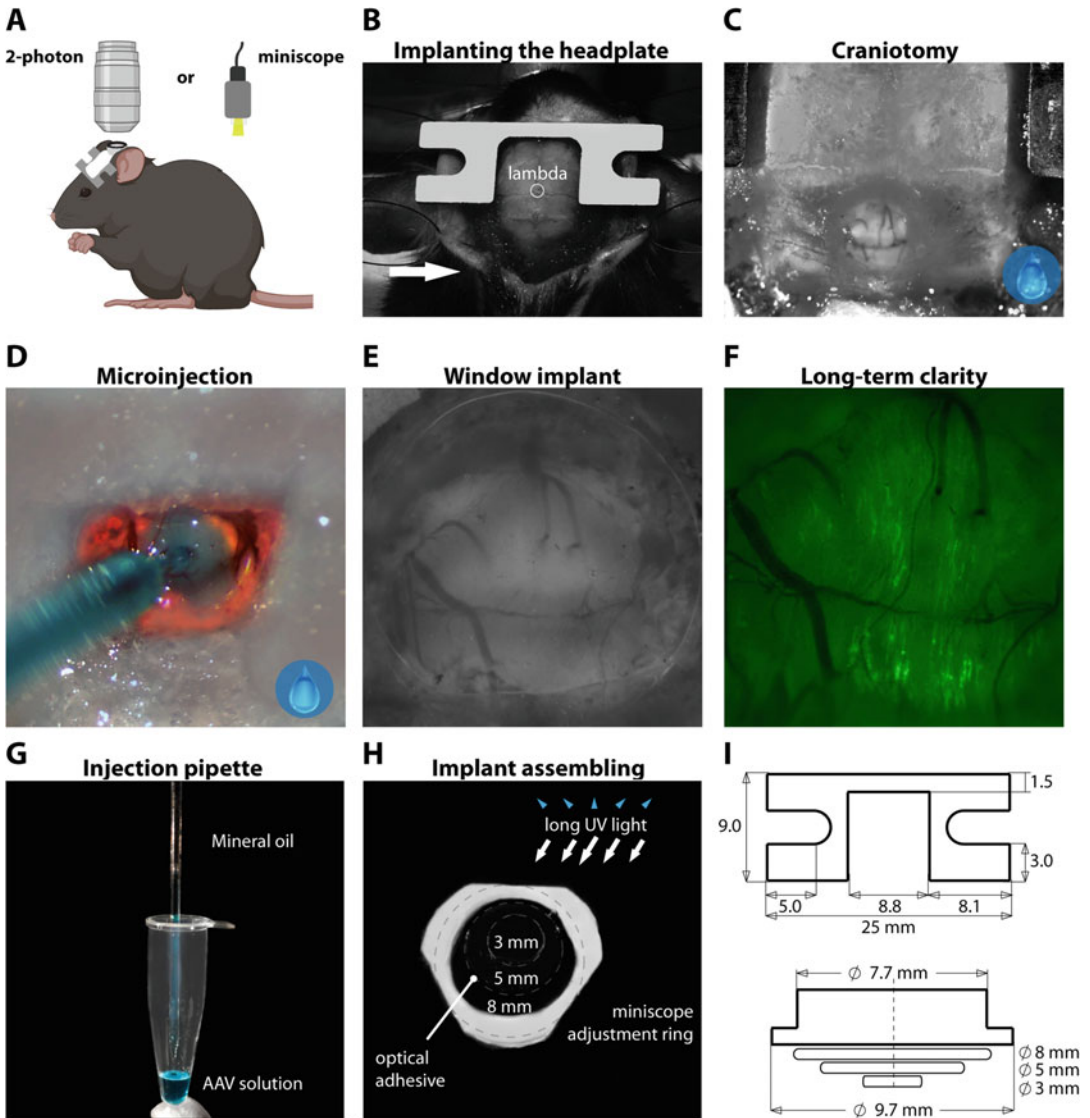 A
2-photon
or
miniscope
B
Implanting the headplate
lambda
C
Craniotomy
D
Microinjection
E
Window implant
F
Long-term clarity
G
Injection pipette
Mineral oil
AAV solution
H
Implant assembling
long UV light
3 mm
5 mm
8 mm
optical
adhesive
miniscope
adjustment ring
I
1.5
9.0
3.0
5.0
8.8
8.1
25 mm
∅ 7.7 mm
∅ 8 mm
∅ 5 mm
∅ 3 mm
∅ 9.7 mm